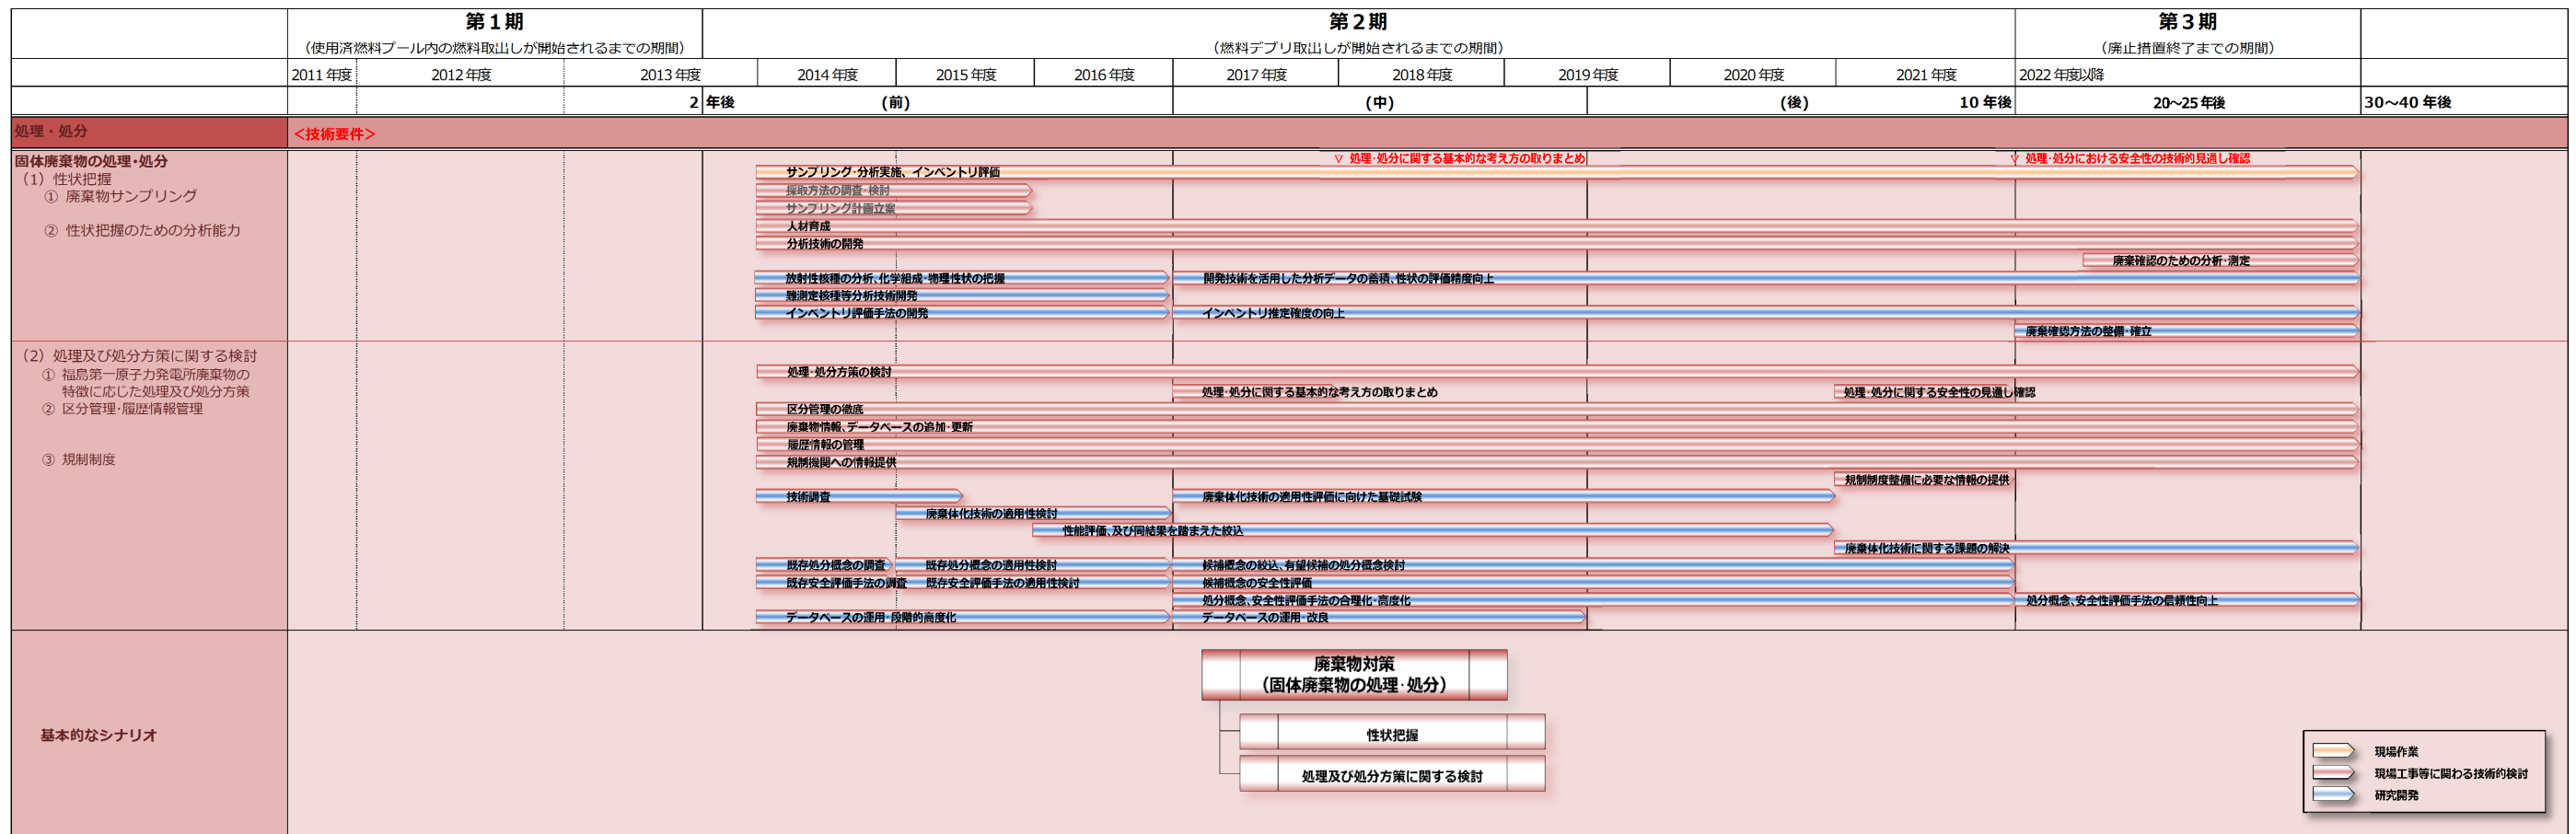 第１期
（使用済燃料プール内の燃料取出しが開始されるまでの期間）
第２期
（燃料デブリ取出しが開始されるまでの期間）
第３期
（廃止措置終了までの期間）
2011 年度
2012 年度
2013 年度
2014 年度
2015 年度
2016 年度
2017 年度
2018 年度
2019 年度
2020 年度
2021 年度
2022 年度以降
2 年後
(前)
(中)
(後)
10 年後
20～25 年後
30～40 年後
処理・処分
＜技術要件＞
固体廃棄物の処理・処分
（1）性状把握
① 廃棄物サンプリング
② 性状把握のための分析能力
▽ 処理・処分に関する基本的な考え方の取りまとめ
▽ 処理・処分における安全性の技術的見通し確認
サンプリング・分析実施、インベントリ評価
採取方法の調査・検討
サンプリング計画立案
人材育成
分析技術の開発
廃棄確認のための分析・測定
放射性核種の分析、化学組成・物理性状の把握
開発技術を活用した分析データの蓄積、性状の評価精度向上
難測定核種等分析技術開発
インベントリ評価手法の開発
インベントリ推定確度の向上
廃棄確認方法の整備・確立
（2）処理及び処分方策に関する検討
① 福島第一原子力発電所廃棄物の
特徴に応じた処理及び処分方策
② 区分管理・履歴情報管理
③ 規制制度
処理・処分方策の検討
処理・処分に関する基本的な考え方の取りまとめ
処理・処分に関する安全性の見通し確認
区分管理の徹底
廃棄物情報、データベースの追加・更新
履歴情報の管理
規制機関への情報提供
規制制度整備に必要な情報の提供
技術調査
廃棄体化技術の適用性評価に向けた基礎試験
廃棄体化技術の適用性検討
性能評価、及び同結果を踏まえた絞込
廃棄体化技術に関する課題の解決
既存処分概念の調査
既存処分概念の適用性検討
候補概念の絞込、有望候補の処分概念検討
既存安全評価手法の調査
既存安全評価手法の適用性検討
候補概念の安全性評価
処分概念、安全性評価手法の合理化・高度化
処分概念、安全性評価手法の信頼性向上
データベースの運用・段階的高度化
データベースの運用・改良
基本的なシナリオ
廃棄物対策
（固体廃棄物の処理・処分）
性状把握
処理及び処分方策に関する検討
現場作業
現場工事等に関わる技術的検討
研究開発